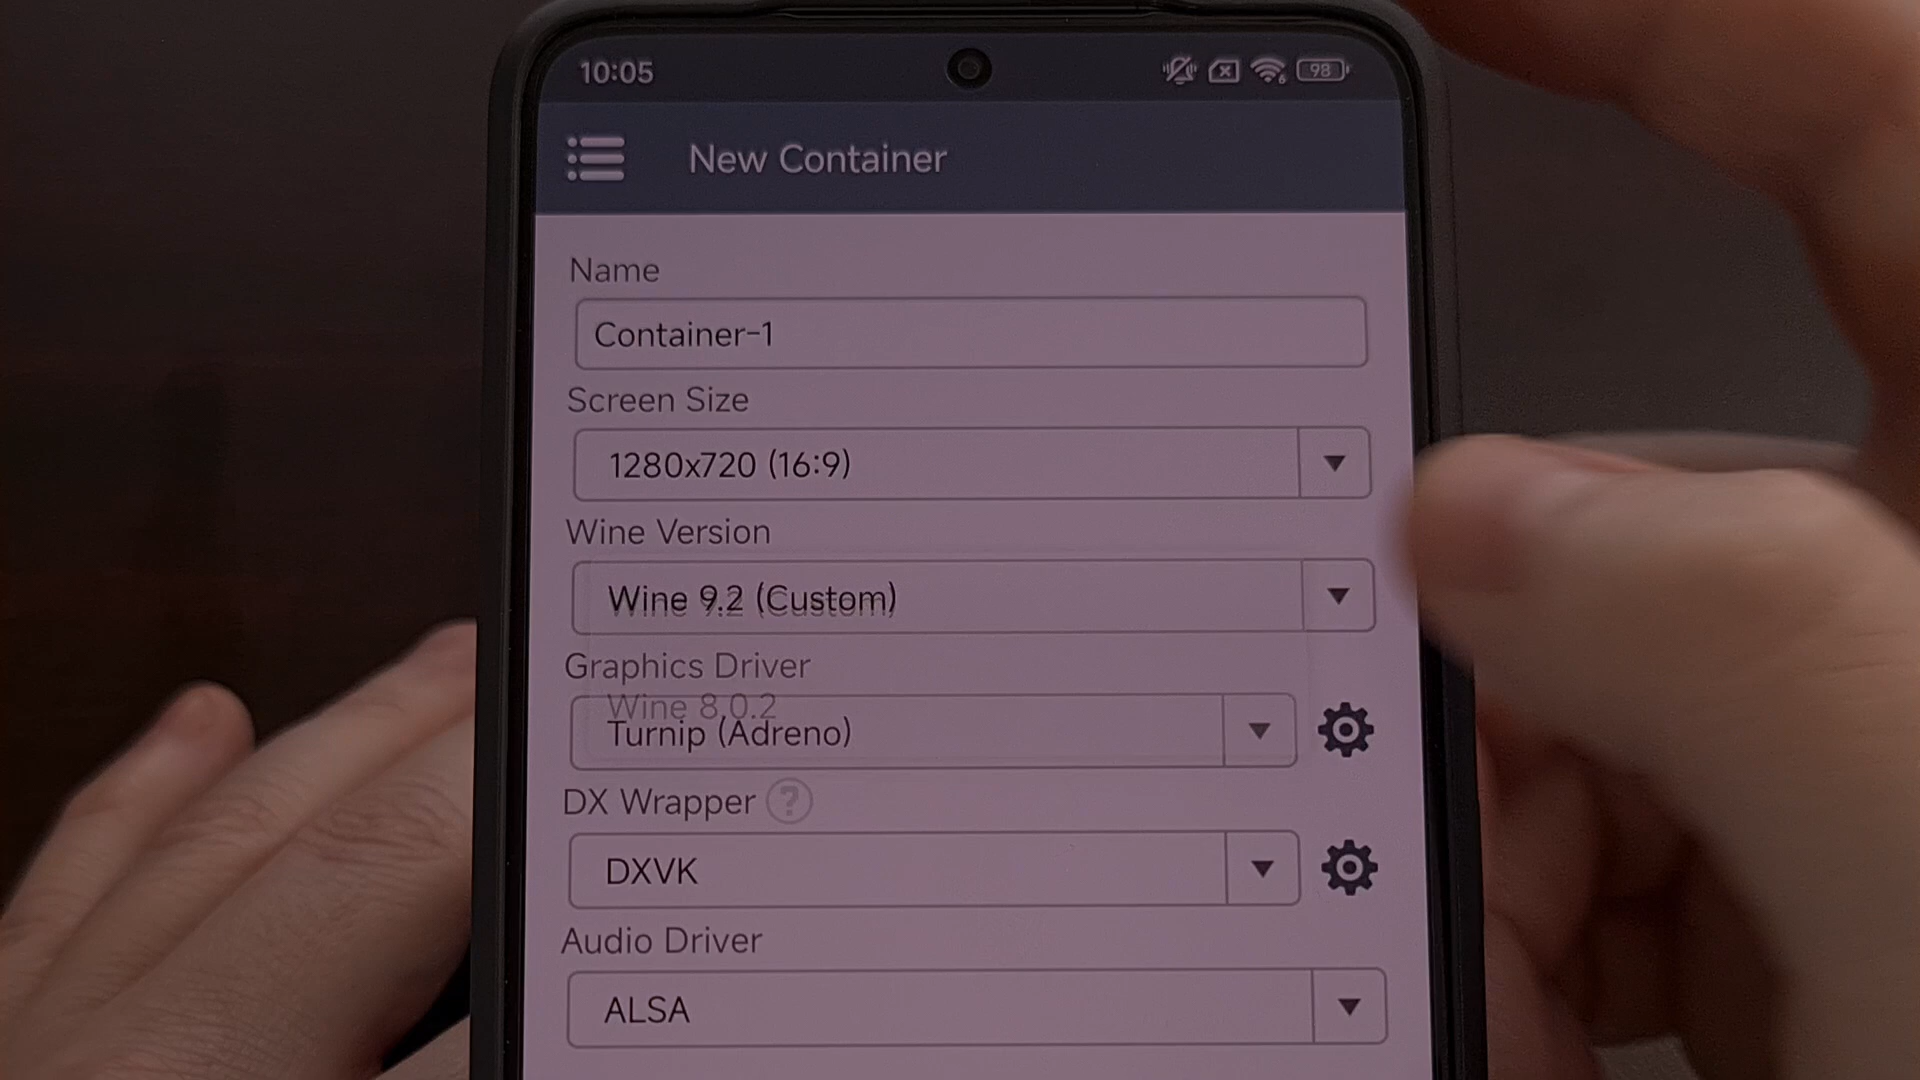 10:05
98
New Container
Name
Container-1
Screen Size
1280x720 (16:9)
Wine Version
Wine 9.2 (Custom)
Graphics Driver
Wine 8.0.2
Turnip (Adreno)
DX Wrapper ?
DXVK
Audio Driver
ALSA